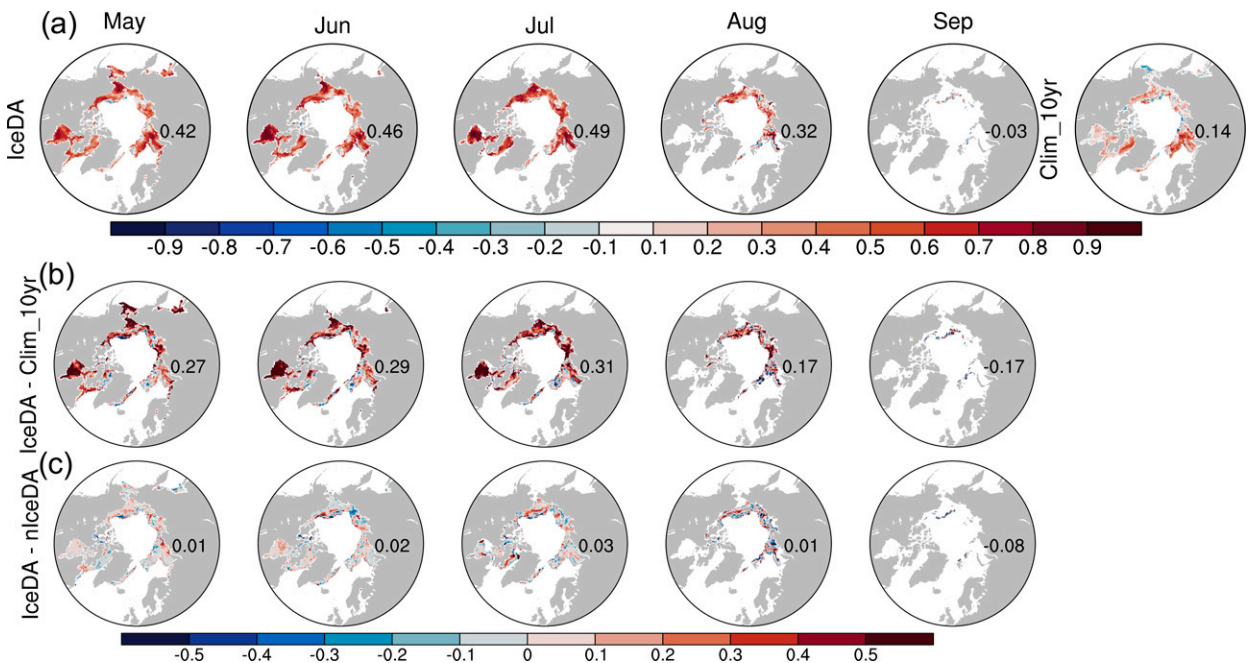 (a)
May Jun Jul Aug Sep
IceDA
0.42 0.46 0.49 0.32 -0.03
Clim_10yr
0.14
-0.9 -0.8 -0.7 -0.6 -0.5 -0.4 -0.3 -0.2 -0.1 0.1 0.2 0.3 0.4 0.5 0.6 0.7 0.8 0.9
(b)
IceDA - Clim_10yr
0.27 0.29 0.31 0.17 -0.17
(c)
IceDA - nIceDA
0.01 0.02 0.03 0.01 -0.08
-0.5 -0.4 -0.3 -0.2 -0.1 0 0.1 0.2 0.3 0.4 0.5